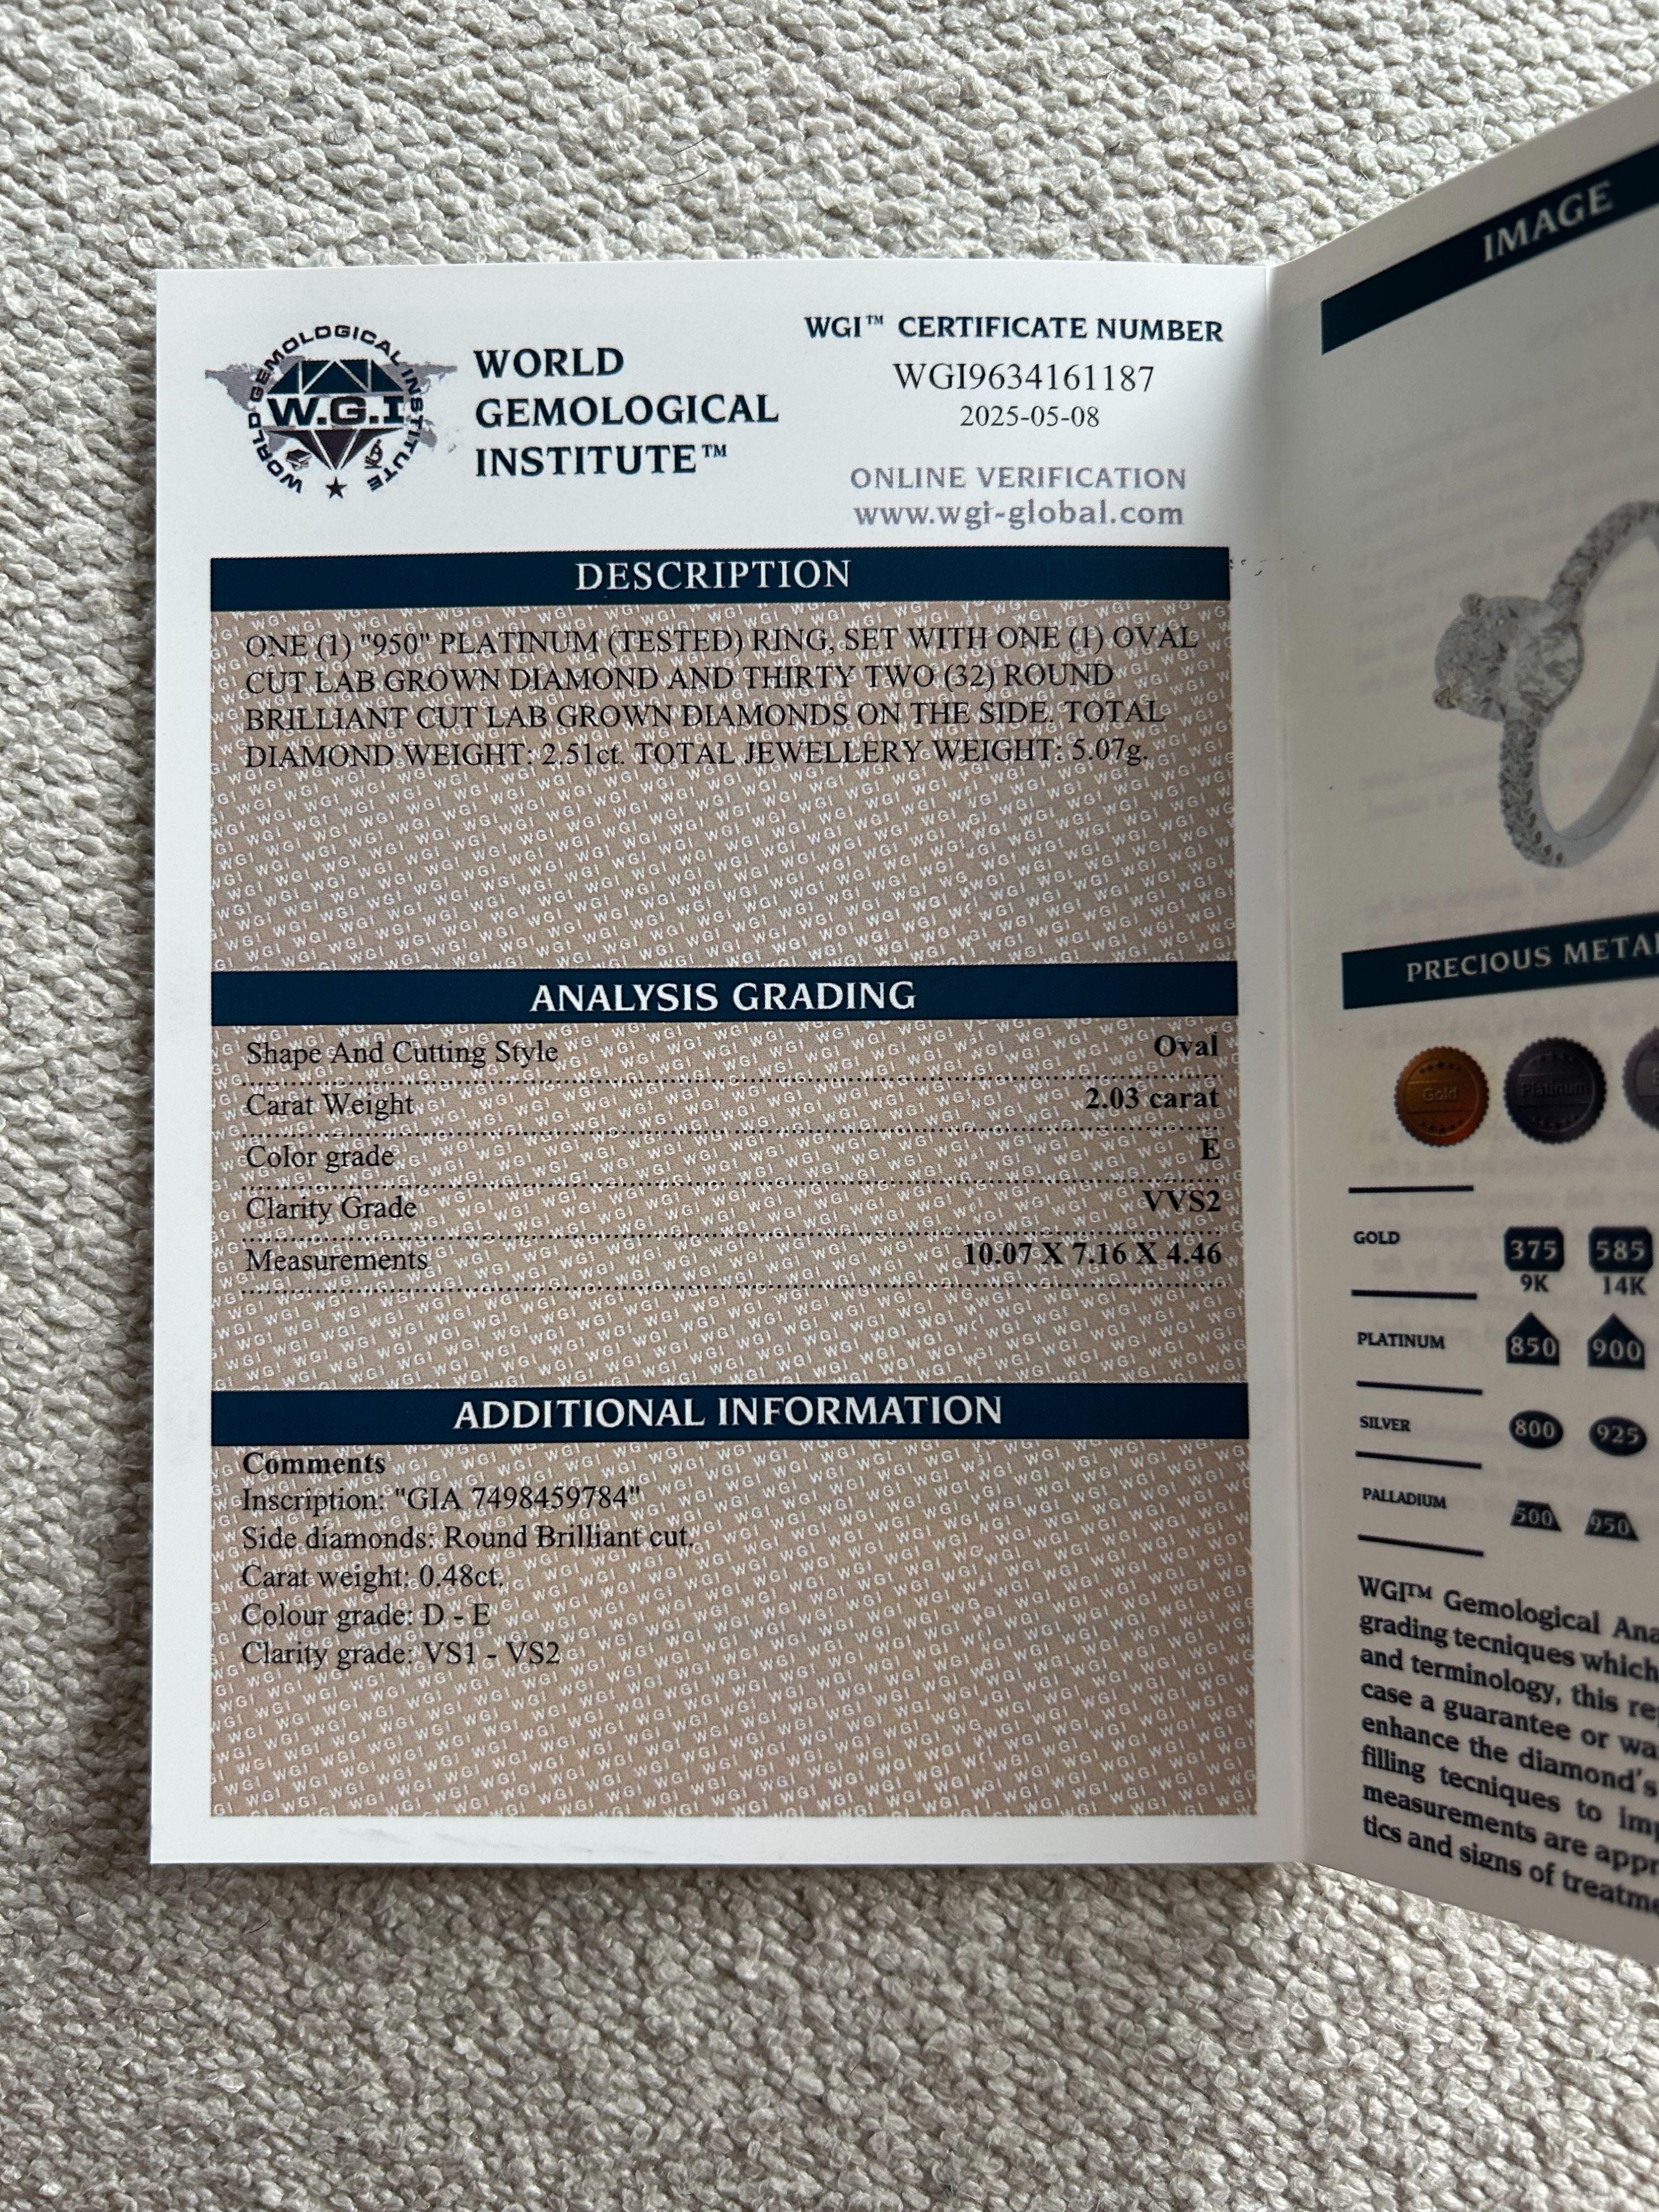 WORLD GEMOLOGICAL INSTITUTE
W.G.I
WORLD
GEMOLOGICAL
INSTITUTE™
WGI™ CERTIFICATE NUMBER
WGI9634161187
2025-05-08
ONLINE VERIFICATION
www.wgi-global.com
DESCRIPTION
ONE (1) "950" PLATINUM (TESTED) RING, SET WITH ONE (1) OVAL
CUT LAB GROWN DIAMOND AND THIRTY TWO (32) ROUND
BRILLIANT CUT LAB GROWN DIAMONDS ON THE SIDE. TOTAL
DIAMOND WEIGHT: 2.51ct. TOTAL JEWELLERY WEIGHT: 5.07g.
ANALYSIS GRADING
Shape And Cutting Style Oval
Carat Weight 2.03 carat
Color grade E
Clarity Grade VVS2
Measurements 10.07 X 7.16 X 4.46
ADDITIONAL INFORMATION
Comments
Inscription: "GIA 7498459784"
Side diamonds: Round Brilliant cut.
Carat weight: 0.48ct.
Colour grade: D - E
Clarity grade: VS1 - VS2
IMAGE
PRECIOUS METAL
Gold Platinum
GOLD 375 585
9K 14K
PLATINUM 850 900
SILVER 800 925
PALLADIUM 500 950
WGI™ Gemological
grading tecniques which
and terminology, this
case a guarantee or
enhance the diamond's
filling tecniques to
measurements are
tics and signs of